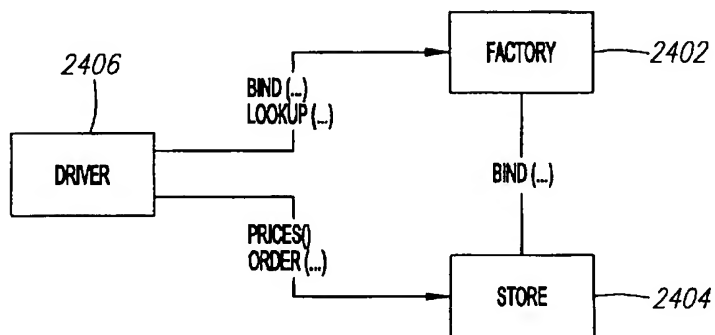 2406
FACTORY
2402
BIND (...)
LOOKUP (...)
DRIVER
BIND (...)
PRICES()
ORDER (...)
STORE
2404